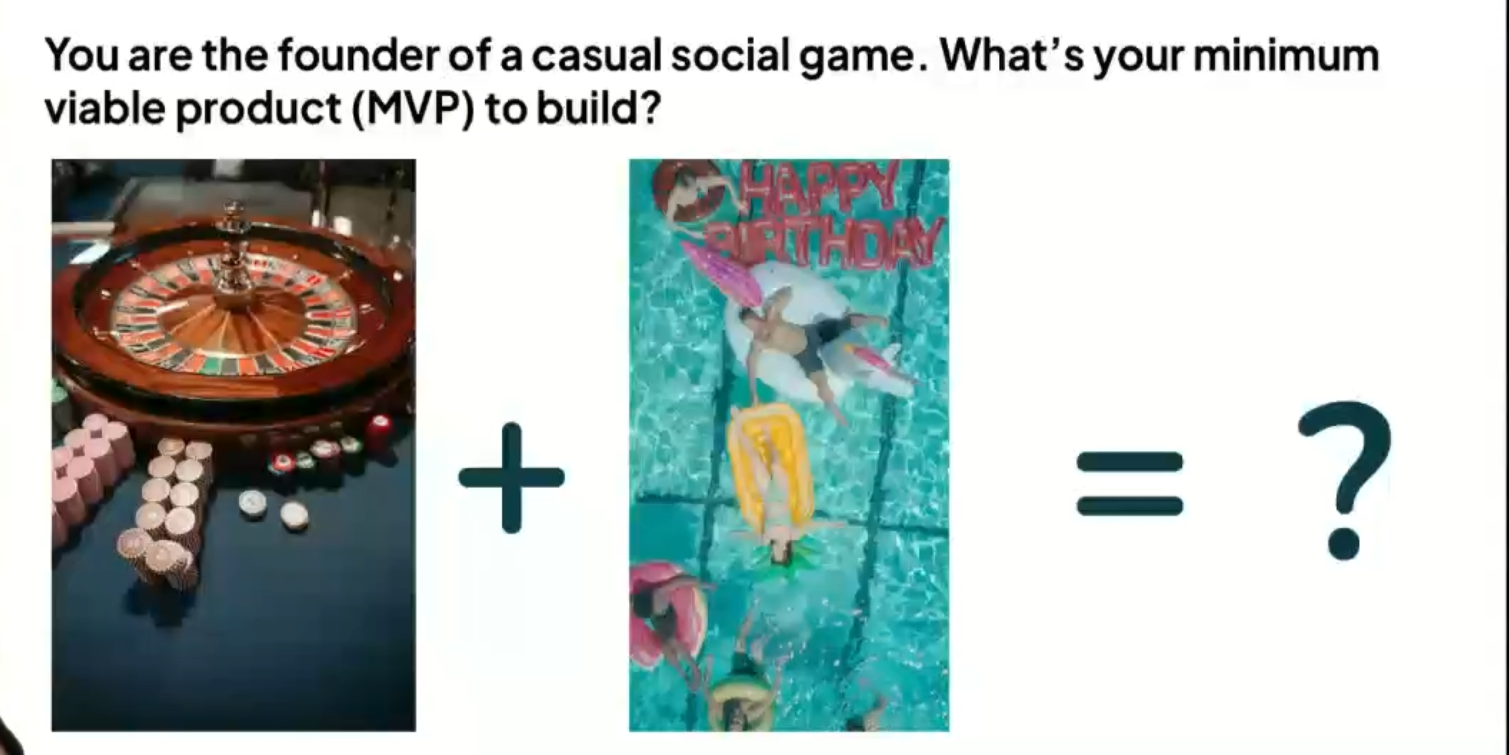 You are the founder of a casual social game. What's your minimum
viable product (MVP) to build?
HAPPY
BIRTHDAY
+
=
?